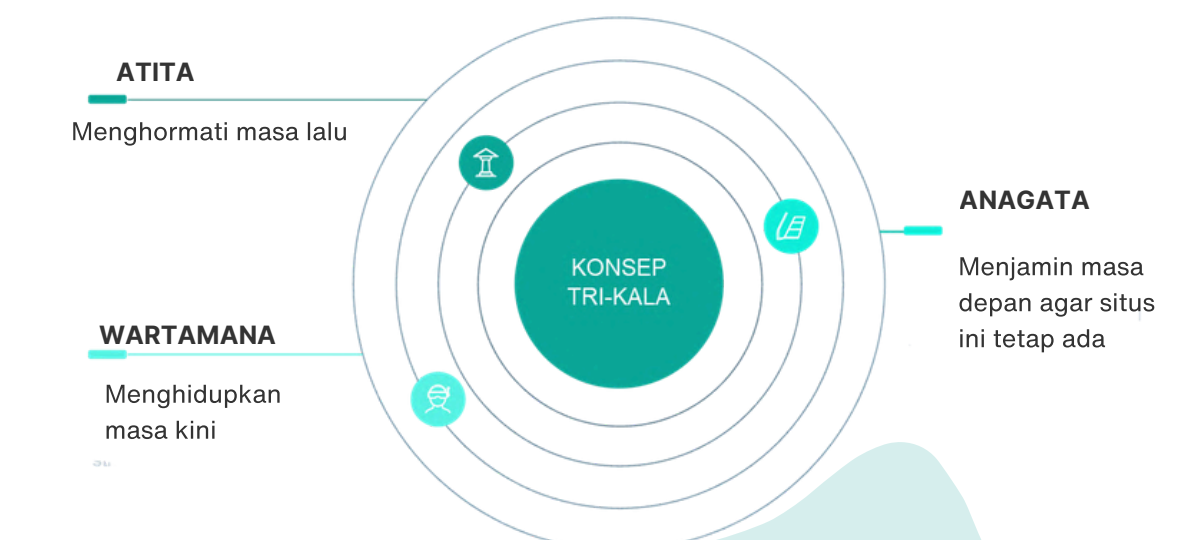 ATITA
Menghormati masa lalu
WARTAMANA
Menghidupkan
masa kini
KONSEP
TRI-KALA
ANAGATA
Menjamin masa
depan agar situs
ini tetap ada